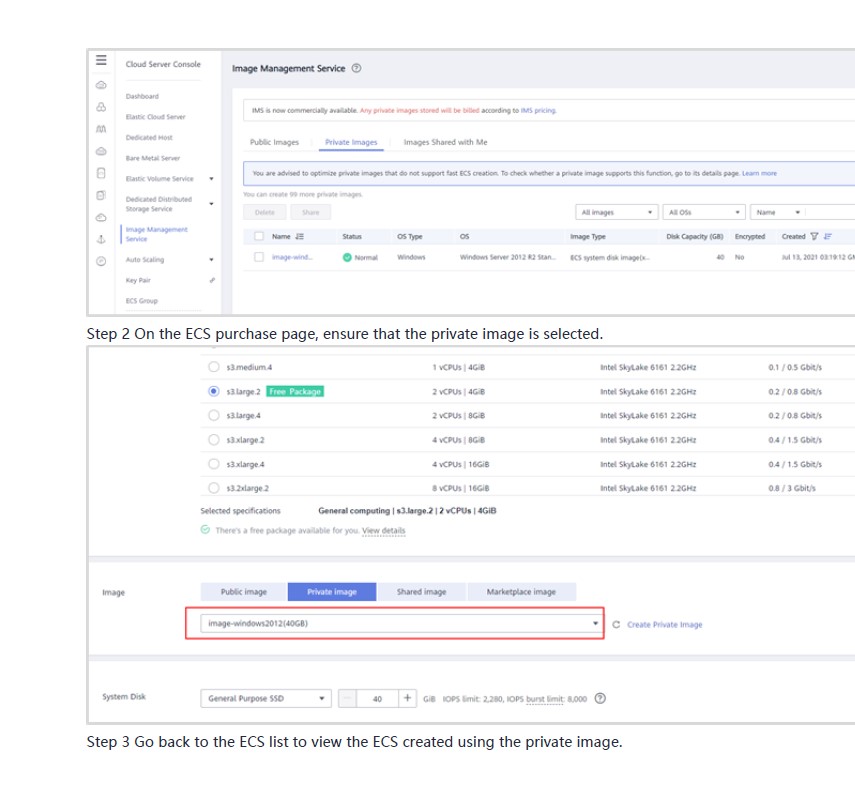 Cloud Server Console
Image Management Service
IMS is now commercially available. Any private images stored will be billed according to IMS pricing.
Dashboard
Elastic Cloud Server
Dedicated Host
Bare Metal Server
Elastic Volume Service
Dedicated Distributed
Storage Service
Image Management
Service
Auto Scaling
Key Pair
ECS Group
Public Images Private Images Images Shared with Me
You are advised to optimize private images that do not support fast ECS creation. To check whether a private image supports this function, go to its details page. Learn more
You can create 99 more private images.
Delete Share All images All OSs Name
Name Status OS Type OS Image Type Disk Capacity (GB) Encrypted Created
image-wind... Normal Windows Windows Server 2012 R2 Stan... ECS system disk image(x... 40 No Jul 13, 2021 03:19:12 GM
Step 2 On the ECS purchase page, ensure that the private image is selected.
s3.medium.4 1 vCPUs | 4GiB Intel SkyLake 6161 2.2GHz 0.1 / 0.5 Gbit/s
s3.large.2 Free Package 2 vCPUs | 4GiB Intel SkyLake 6161 2.2GHz 0.2 / 0.8 Gbit/s
s3.large.4 2 vCPUs | 8GiB Intel SkyLake 6161 2.2GHz 0.2 / 0.8 Gbit/s
s3.xlarge.2 4 vCPUs | 8GiB Intel SkyLake 6161 2.2GHz 0.4 / 1.5 Gbit/s
s3.xlarge.4 4 vCPUs | 16GiB Intel SkyLake 6161 2.2GHz 0.4 / 1.5 Gbit/s
s3.2xlarge.2 8 vCPUs | 16GiB Intel SkyLake 6161 2.2GHz 0.8 / 3 Gbit/s
Selected specifications General computing | s3.large.2 | 2 vCPUs | 4GiB
There's a free package available for you. View details
Image Public image Private image Shared image Marketplace image
image-windows2012(40GB) Create Private Image
System Disk General Purpose SSD 40 GiB IOPS limit: 2,280, IOPS burst limit: 8,000
Step 3 Go back to the ECS list to view the ECS created using the private image.